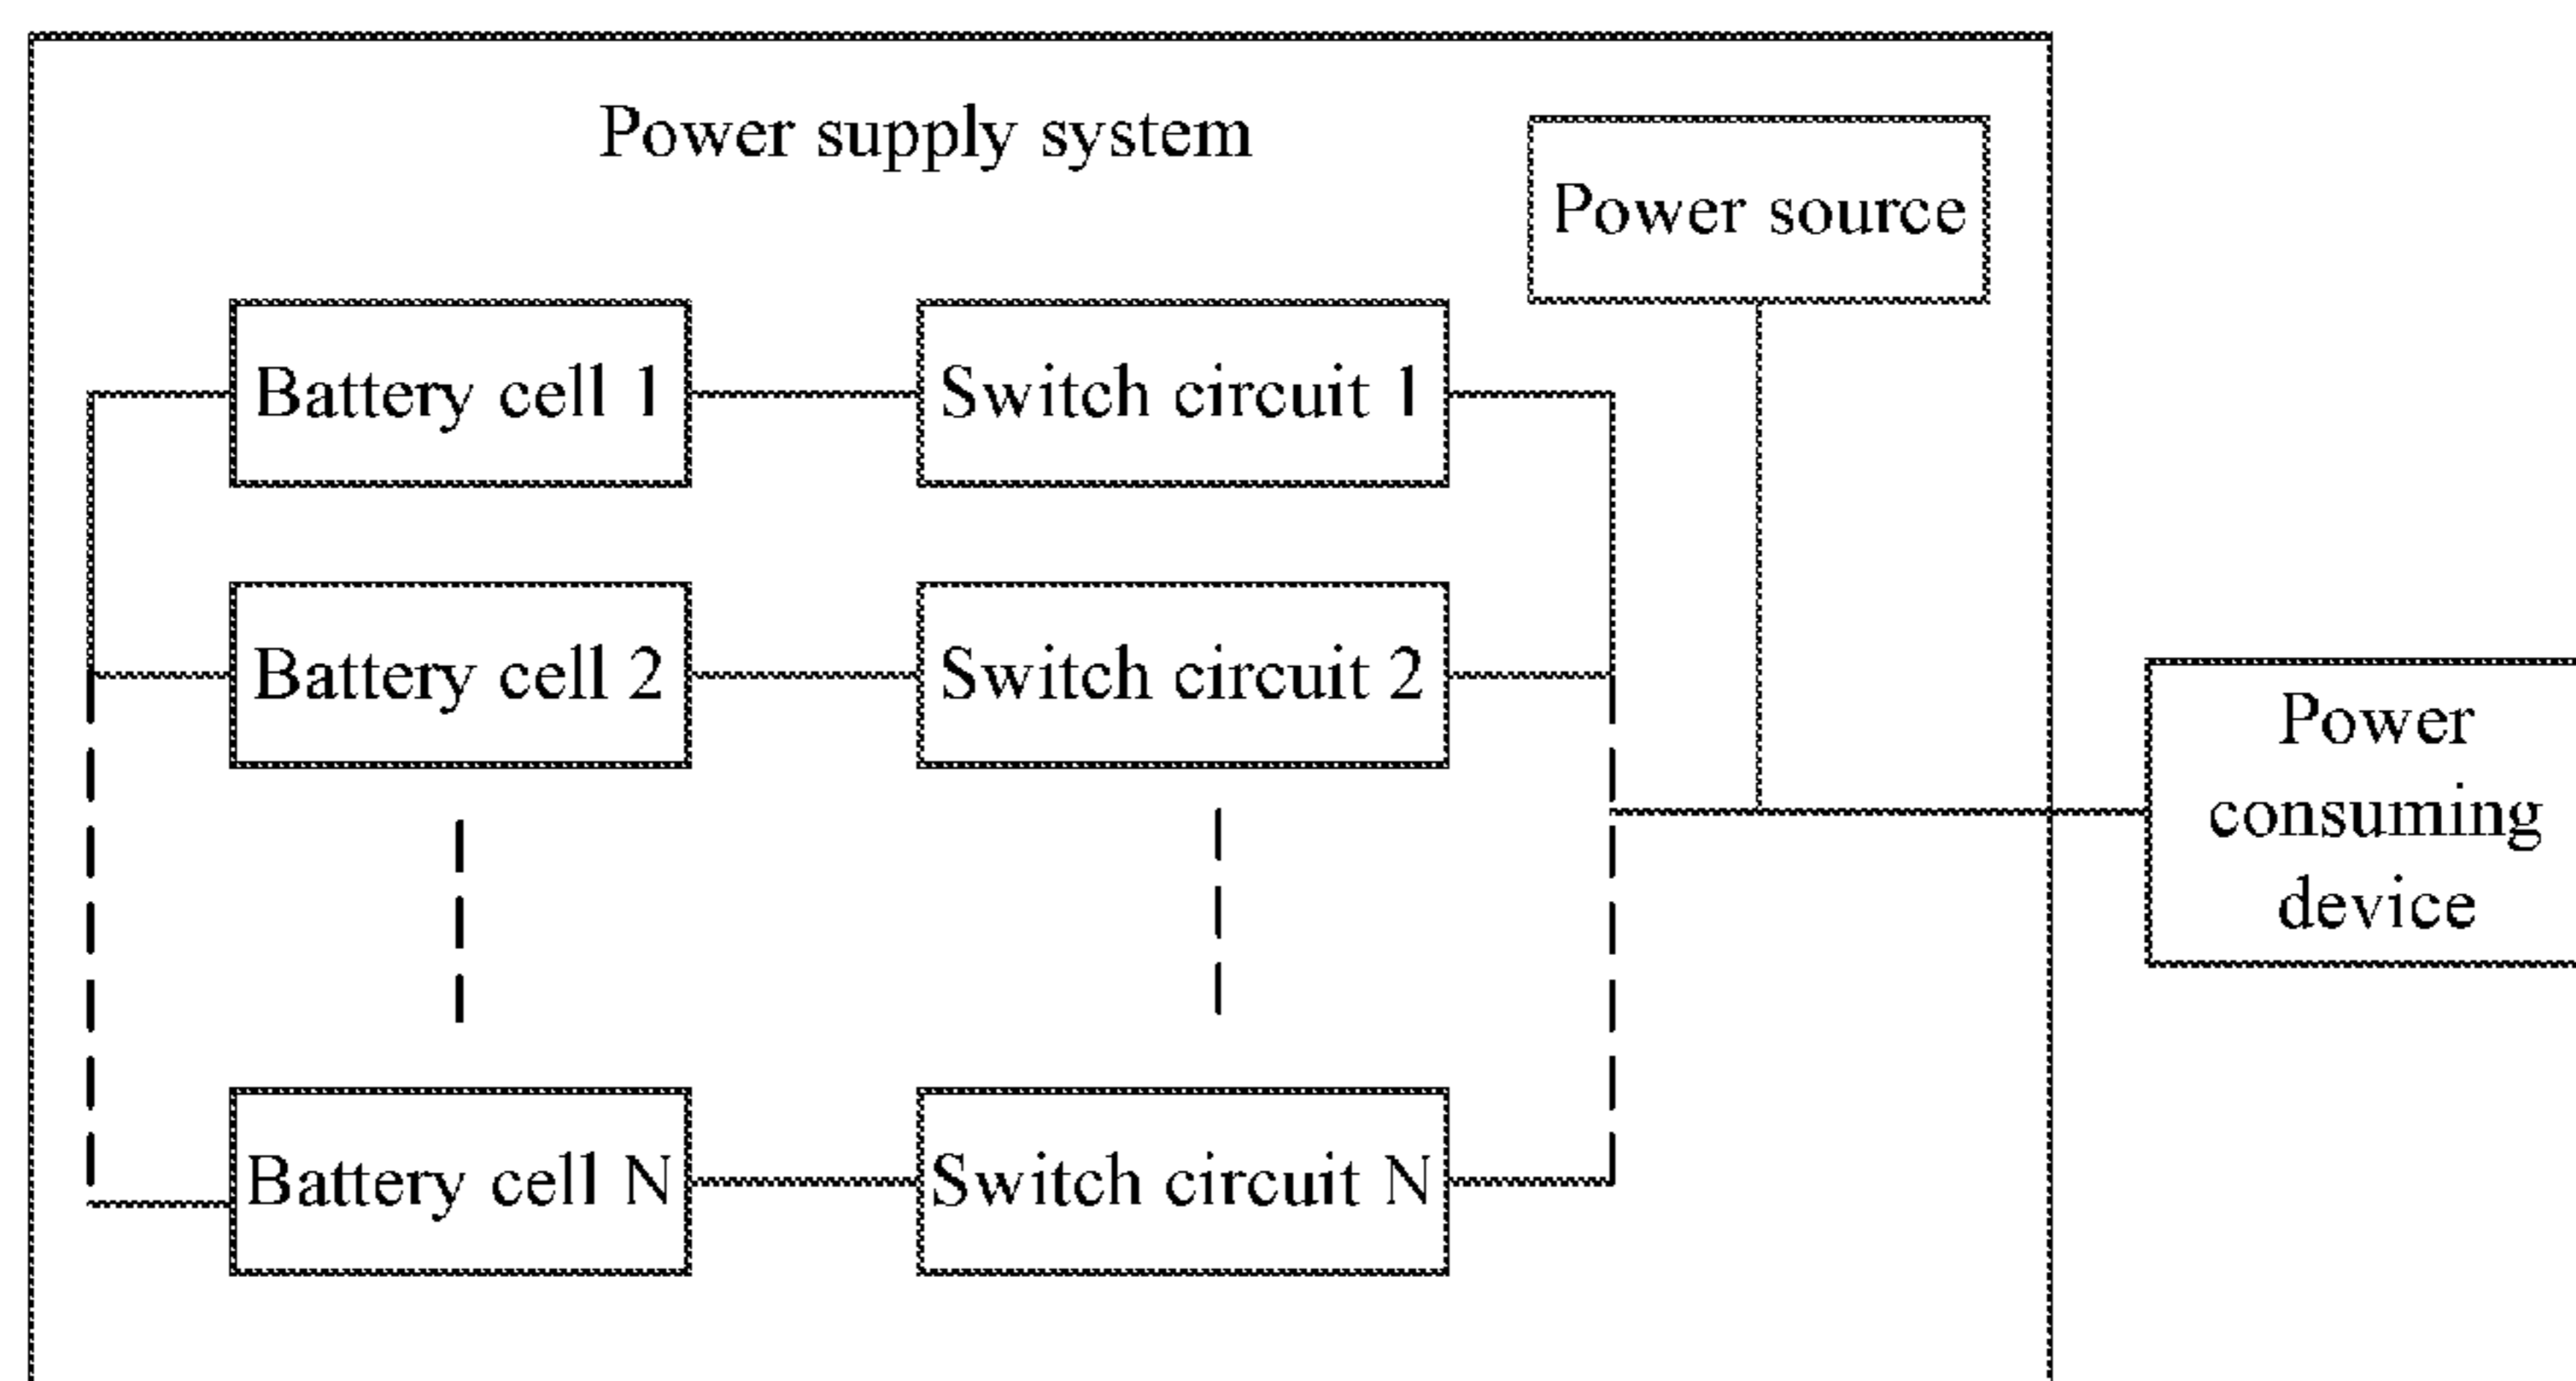 Power supply system
Power source
Battery cell 1
Switch circuit 1
Battery cell 2
Switch circuit 2
Power
consuming
device
Battery cell N
Switch circuit N